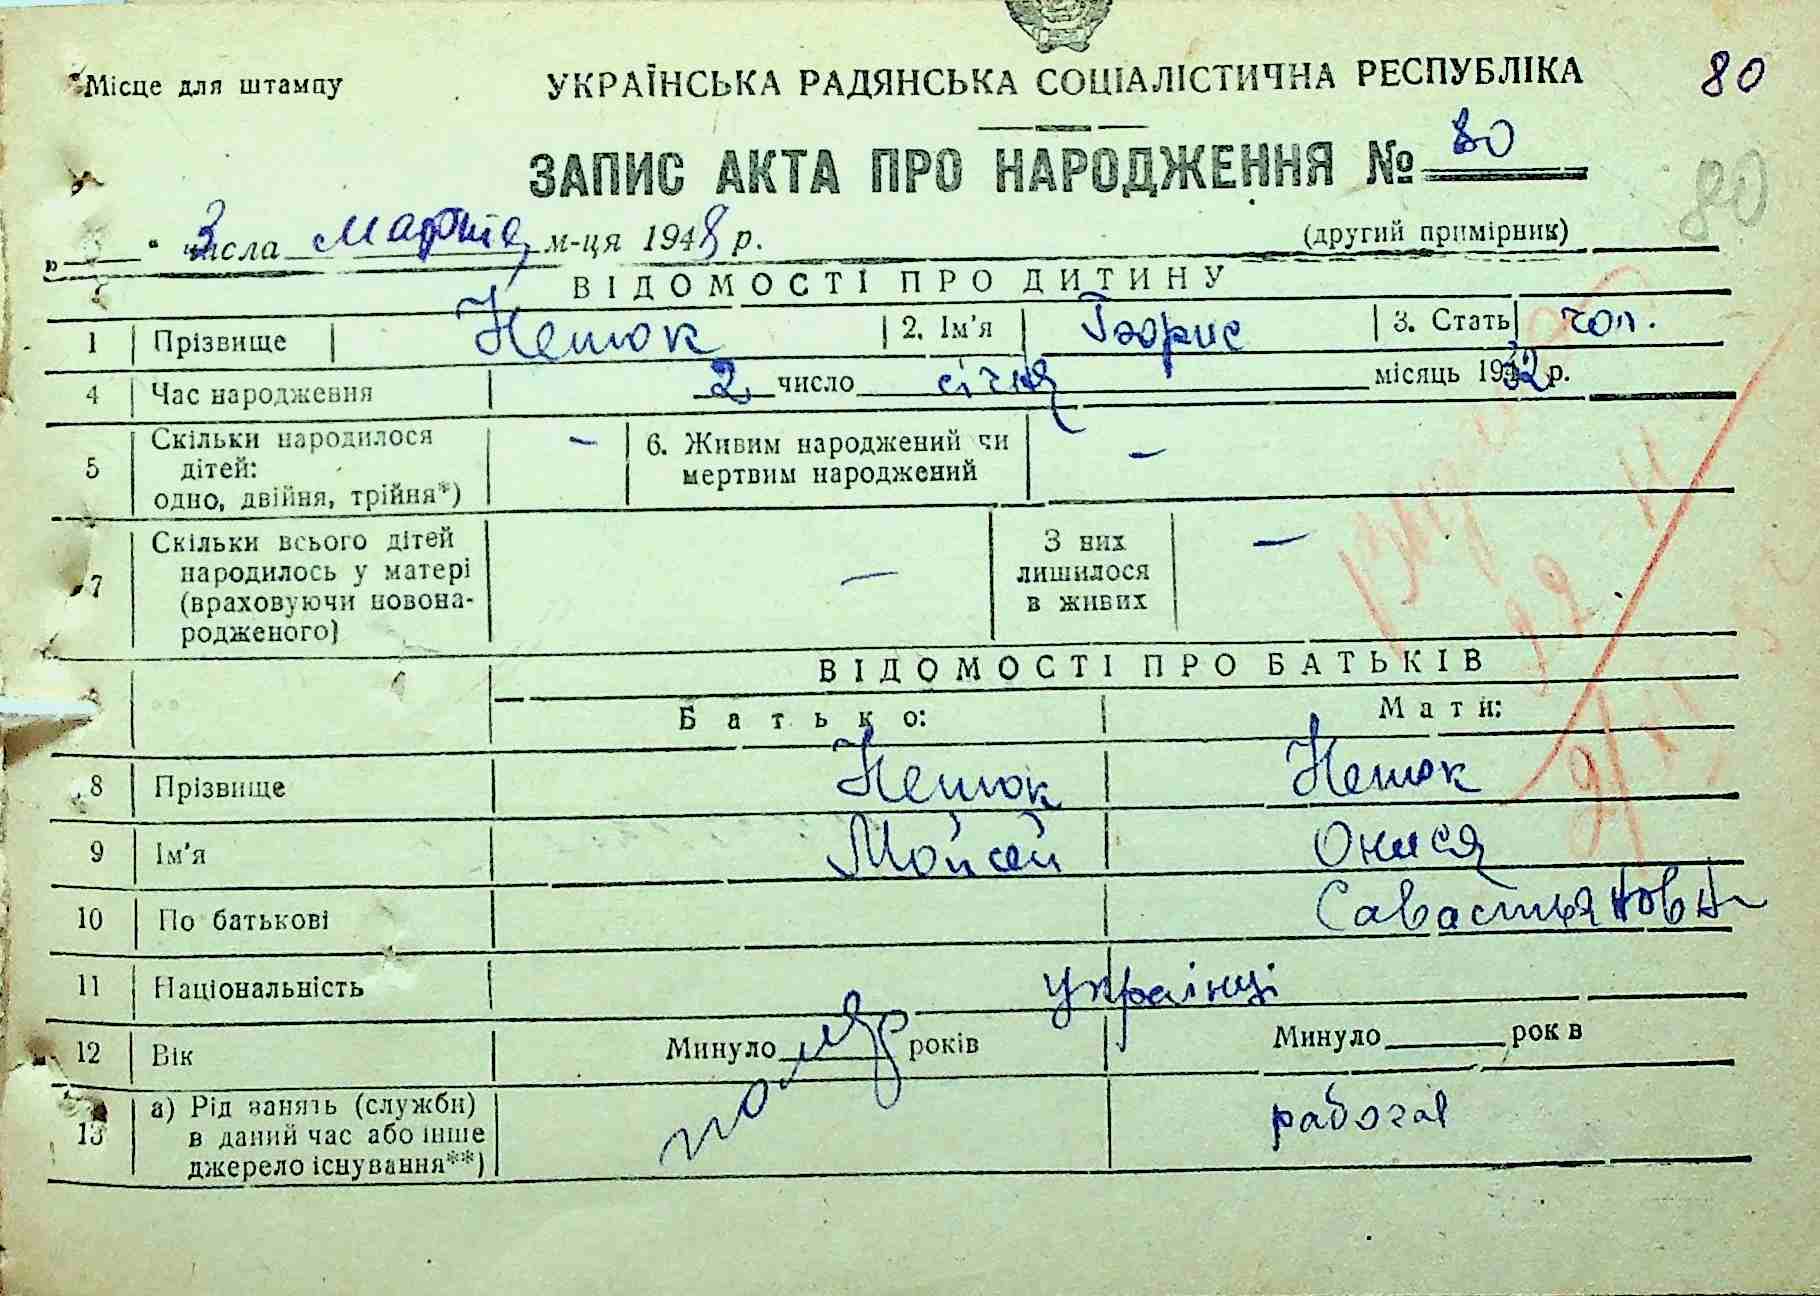 Місце для штампу
УКРАЇНСЬКА РАДЯНСЬКА СОЦІАЛІСТИЧНА РЕСПУБЛІКА 80
ЗАПИС АКТА ПРО НАРОДЖЕННЯ № 80
80
„ “ 3 числа Марта м-ця 1948 р. (другий примірник)
ВІДОМОСТІ ПРО ДИТИНУ
1 Прізвище Нешок 2. Ім'я Борис 3. Стать чол.
4 Час народження 2 число січня місяць 1932 р.
5 Скільки народилося дітей: одно, двійня, трійня*) – 6. Живим народжений чи мертвим народжений –
7 Скільки всього дітей народилось у матері (враховуючи новонародженого) – З них лишилося в живих –
ВІДОМОСТІ ПРО БАТЬКІВ
Батько: Мати:
8 Прізвище Нешок Нешок
9 Ім'я Мойсей Онися
10 По батькові Савастьяновна
11 Національність українці
12 Вік Минуло років Минуло рок в
помер
13 а) Рід занять (служби) в даний час або інше джерело існування**) рабочая